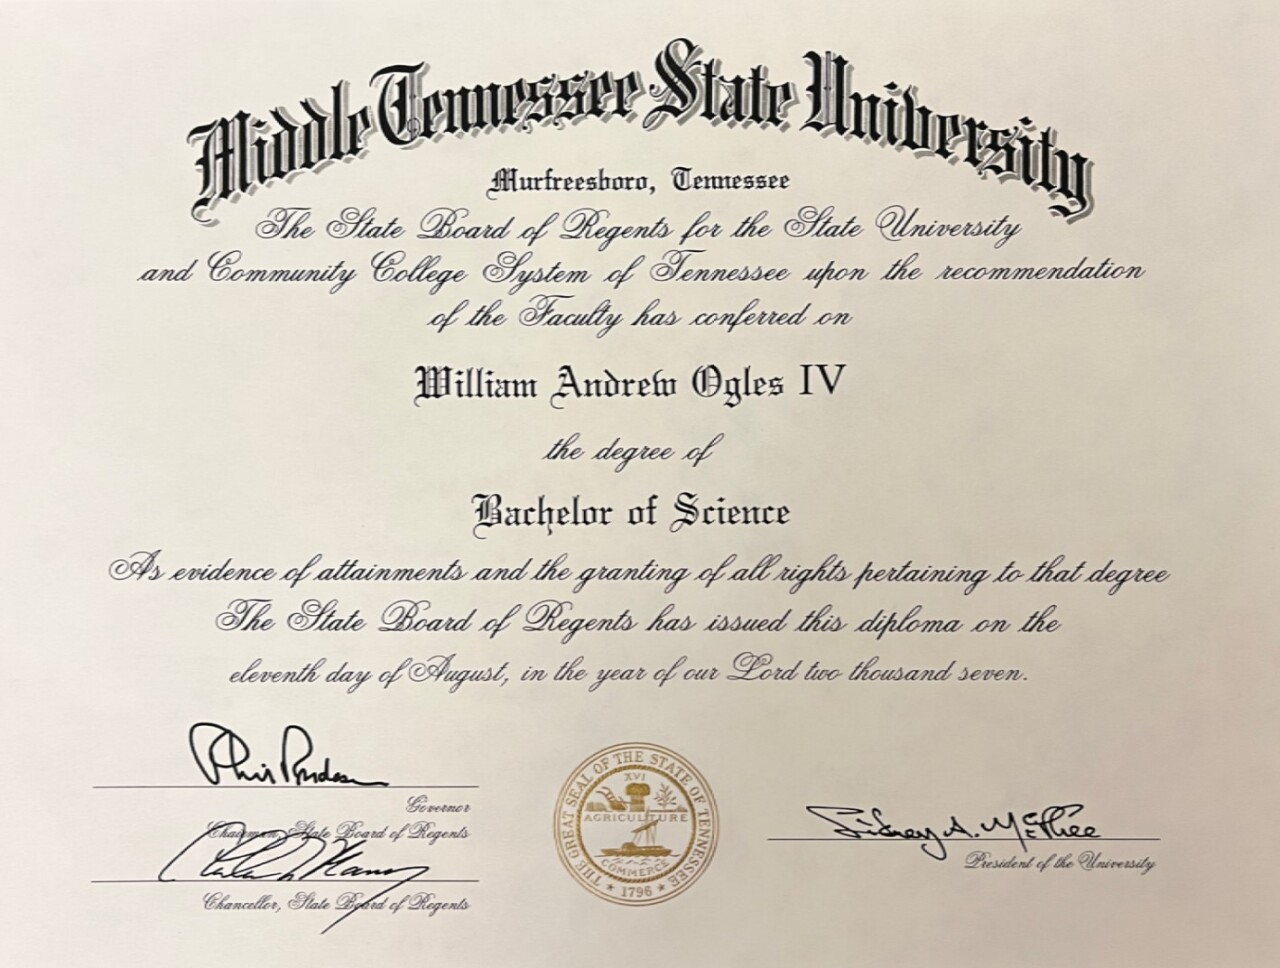 Middle Tennessee State University
Murfreesboro, Tennessee
The State Board of Regents for the State University
and Community College System of Tennessee upon the recommendation
of the Faculty has conferred on
William Andrew Ogles IV
the degree of
Bachelor of Science
As evidence of attainments and the granting of all rights pertaining to that degree
The State Board of Regents has issued this diploma on the
eleventh day of August, in the year of our Lord two thousand seven.
Phil Bredesen
Governor
Chairman, State Board of Regents
Chancellor, State Board of Regents
THE GREAT SEAL OF THE STATE OF TENNESSEE
XVI
AGRICULTURE
COMMERCE
1796
Sidney A. McPhee
President of the University